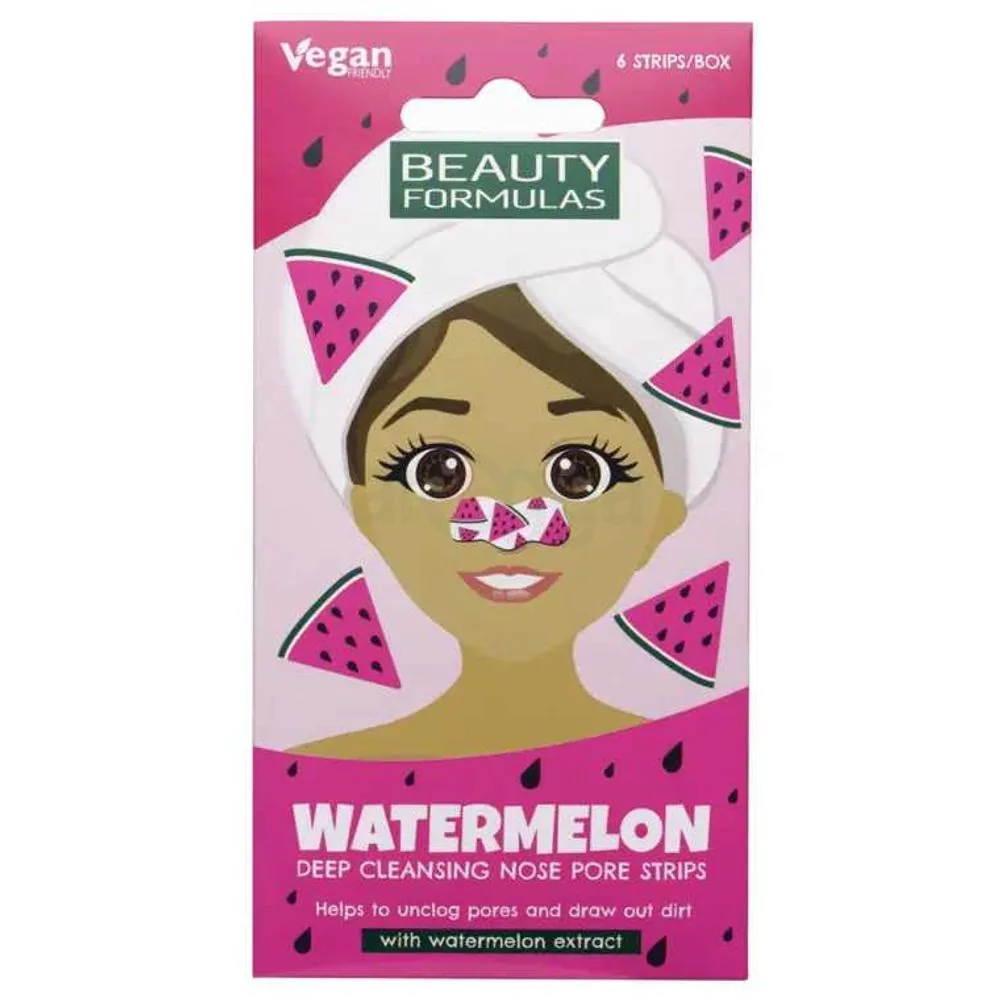 Vegan
FRIENDLY
6 STRIPS/BOX
BEAUTY
FORMULAS
WATERMELON
DEEP CLEANSING NOSE PORE STRIPS
Helps to unclog pores and draw out dirt
with watermelon extract